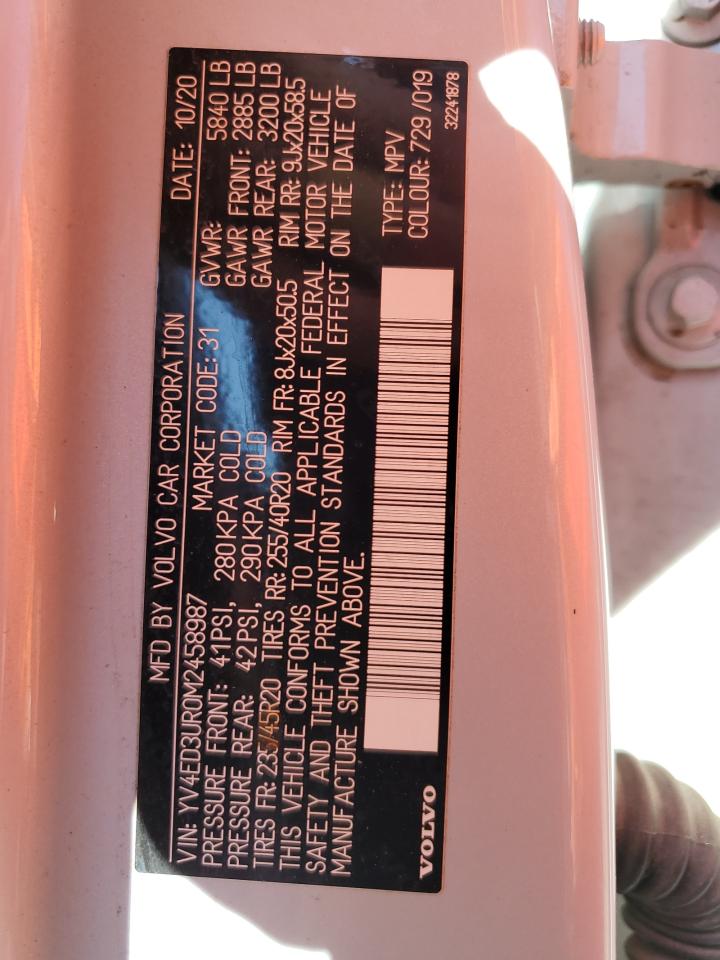 MFD BY VOLVO CAR CORPORATION DATE: 10/20
VIN: YV4ED3UR0M2458987 MARKET CODE: 31 GVWR: 5840 LB
PRESSURE FRONT: 41PSI, 280KPA COLD GAWR FRONT: 2885 LB
PRESSURE REAR: 42PSI, 290KPA COLD GAWR REAR: 3200 LB
TIRES FR: 235/45R20 TIRES RR: 255/40R20 RIM FR: 8Jx20x50.5 RIM RR: 9Jx20x58.5
THIS VEHICLE CONFORMS TO ALL APPLICABLE FEDERAL MOTOR VEHICLE
SAFETY AND THEFT PREVENTION STANDARDS IN EFFECT ON THE DATE OF
MANUFACTURE SHOWN ABOVE.
TYPE: MPV
COLOUR: 729 /019
VOLVO
32241878